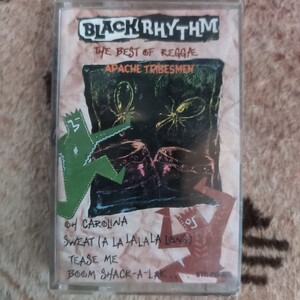 BLACK RHYTHM
THE BEST OF REGGAE
APACHE TRIBESMEN
OH CAROLINA
SWEAT (A LA LA LA LA LONG)
TEASE ME
BOOM SHACK-A-LAK...